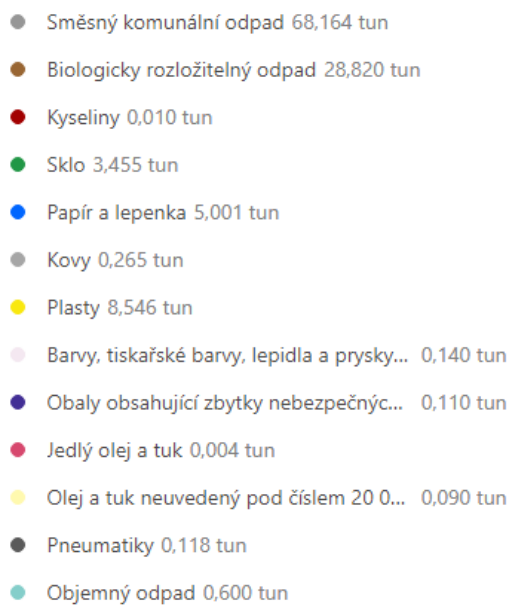 Směsný komunální odpad 68,164 tun
Biologicky rozložitelný odpad 28,820 tun
Kyseliny 0,010 tun
Sklo 3,455 tun
Papír a lepenka 5,001 tun
Kovy 0,265 tun
Plasty 8,546 tun
Barvy, tiskařské barvy, lepidla a prysky... 0,140 tun
Obaly obsahující zbytky nebezpečnýc... 0,110 tun
Jedlý olej a tuk 0,004 tun
Olej a tuk neuvedený pod číslem 20 0... 0,090 tun
Pneumatiky 0,118 tun
Objemný odpad 0,600 tun